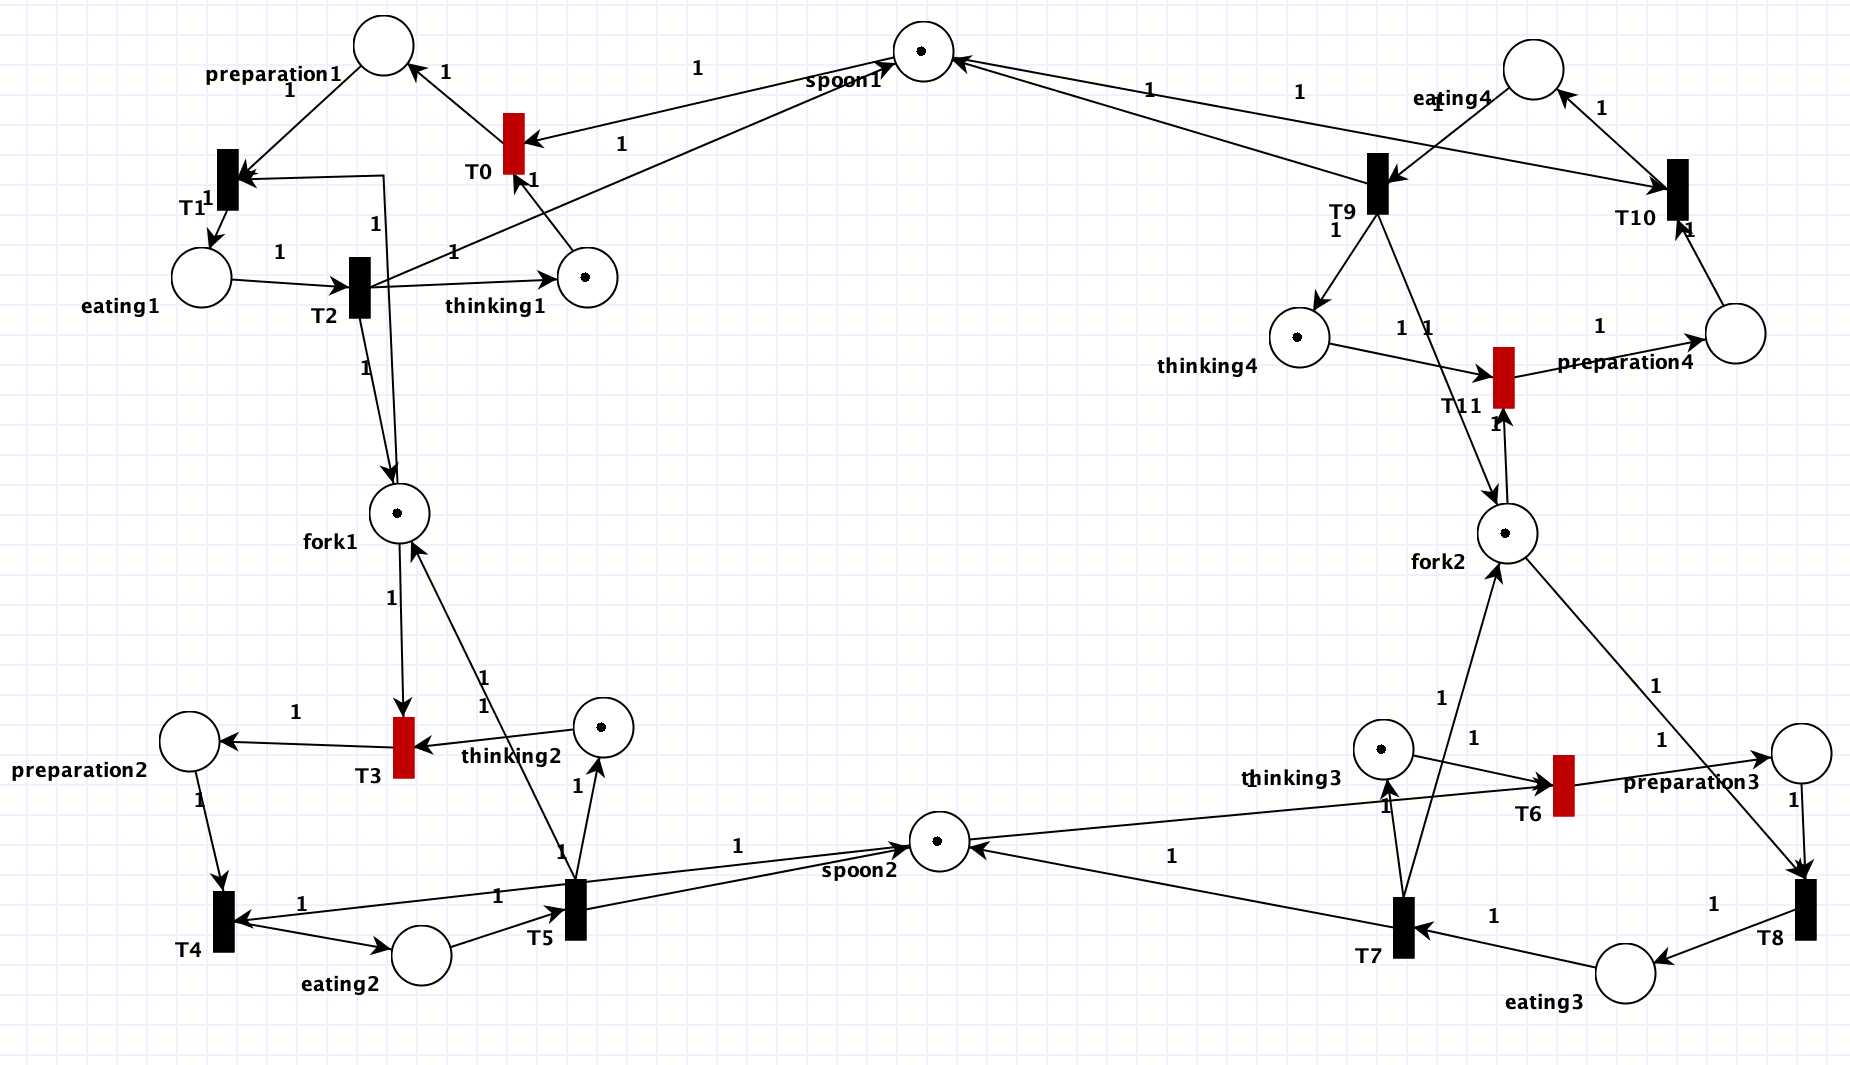 preparation1
1
1
1
spoon1
1
1
eating4
1
1
T0
1
1
T1
1
T9
1
T10
1
1
1
1
eating1
T2
thinking1
1
1
1
1
thinking4
preparation4
T11
1
fork1
fork2
1
1
1
1
1
1
thinking2
1
1
preparation2
T3
1
1
thinking3
1
preparation3
1
T6
1
1
1
1
spoon2
1
1
1
1
1
T4
T5
T7
T8
eating2
eating3